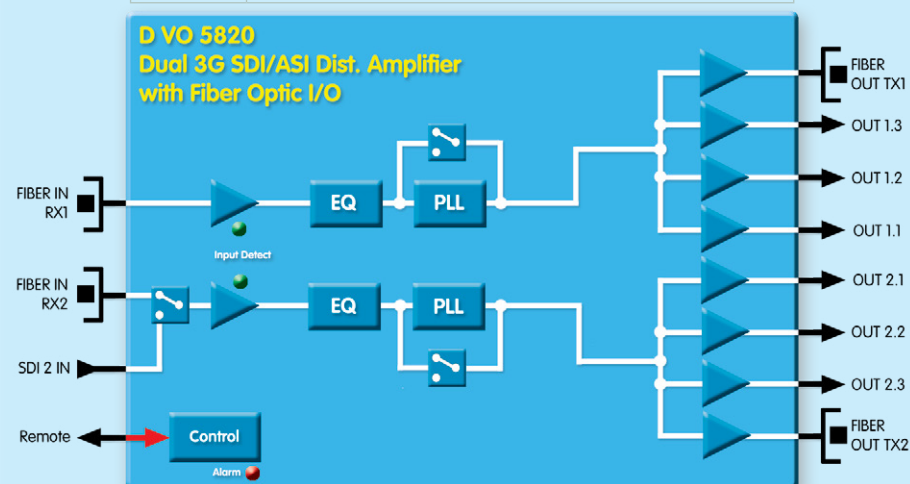 D VO 5820
Dual 3G SDI/ASI Dist. Amplifier
with Fiber Optic I/O
FIBER
OUT TX1
OUT 1.3
OUT 1.2
OUT 1.1
FIBER IN
RX1
EQ
PLL
Input Detect
FIBER IN
RX2
EQ
PLL
SDI 2 IN
OUT 2.1
OUT 2.2
OUT 2.3
FIBER
OUT TX2
Remote
Control
Alarm